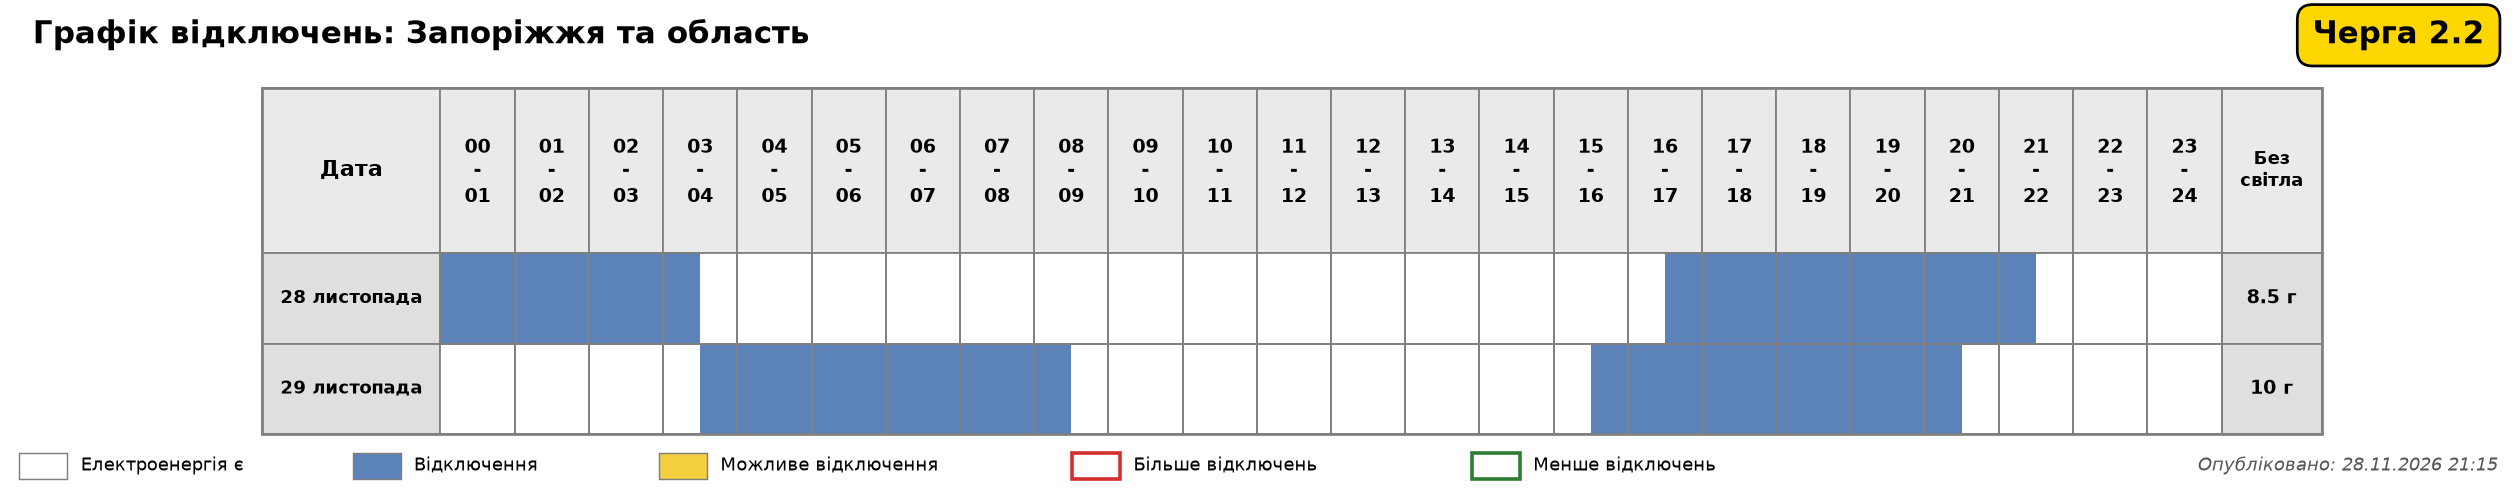 Графік відключень: Запоріжжя та область
Черга 2.2
Дата
00 - 01
01 - 02
02 - 03
03 - 04
04 - 05
05 - 06
06 - 07
07 - 08
08 - 09
09 - 10
10 - 11
11 - 12
12 - 13
13 - 14
14 - 15
15 - 16
16 - 17
17 - 18
18 - 19
19 - 20
20 - 21
21 - 22
22 - 23
23 - 24
Без
світла
28 листопада
8.5 г
29 листопада
10 г
Електроенергія є
Відключення
Можливе відключення
Більше відключень
Менше відключень
Опубліковано: 28.11.2026 21:15